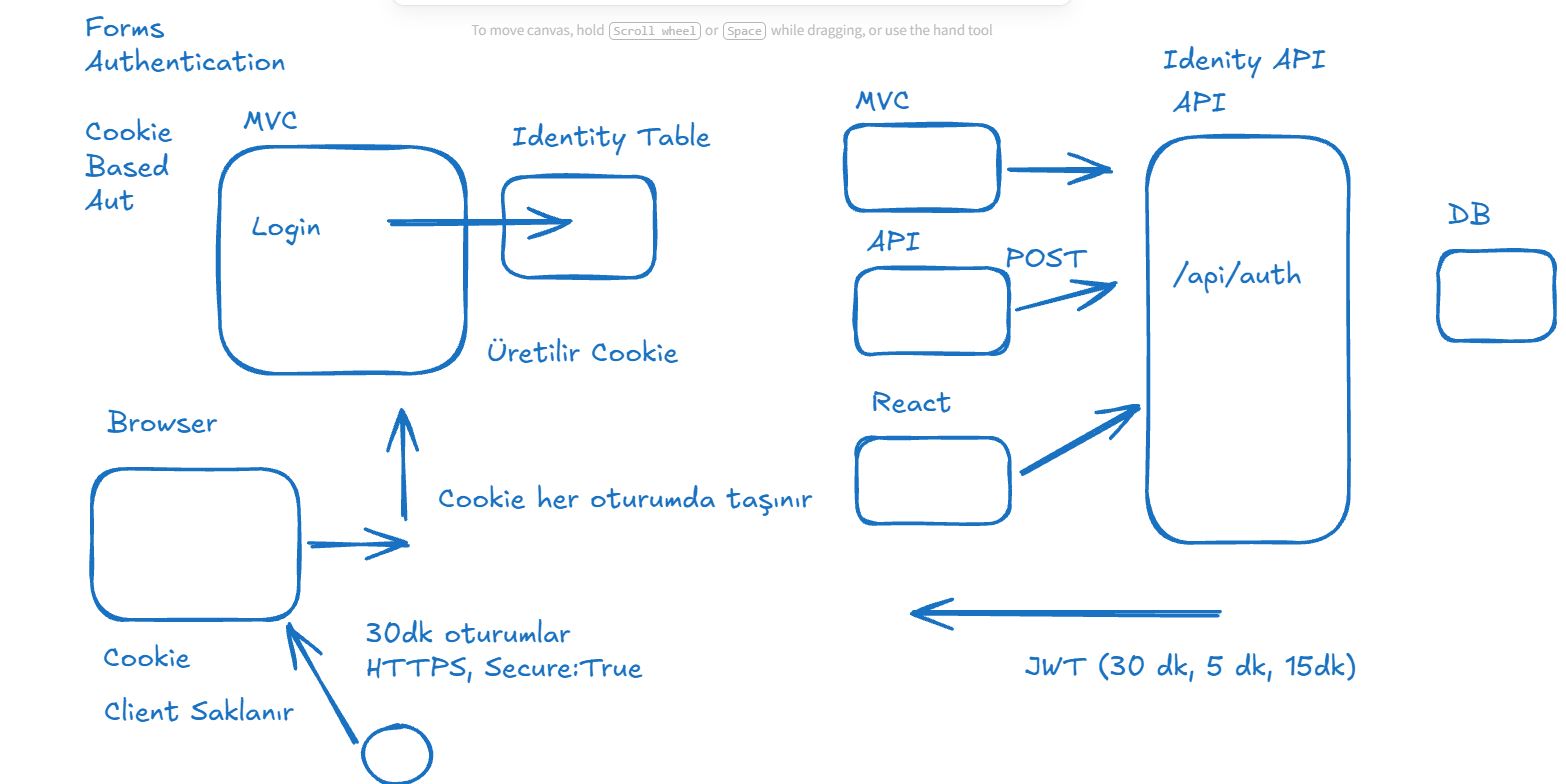 To move canvas, hold Scroll wheel or Space while dragging, or use the hand tool
Forms
Authentication
Cookie
Based
Aut
MVC
Login
Identity Table
Üretilir Cookie
Browser
Cookie her oturumda taşınır
30dk oturumlar
HTTPS, Secure:True
Cookie
Client Saklanır
MVC
API
POST
React
Idenity API
API
/api/auth
DB
JWT (30 dk, 5 dk, 15dk)